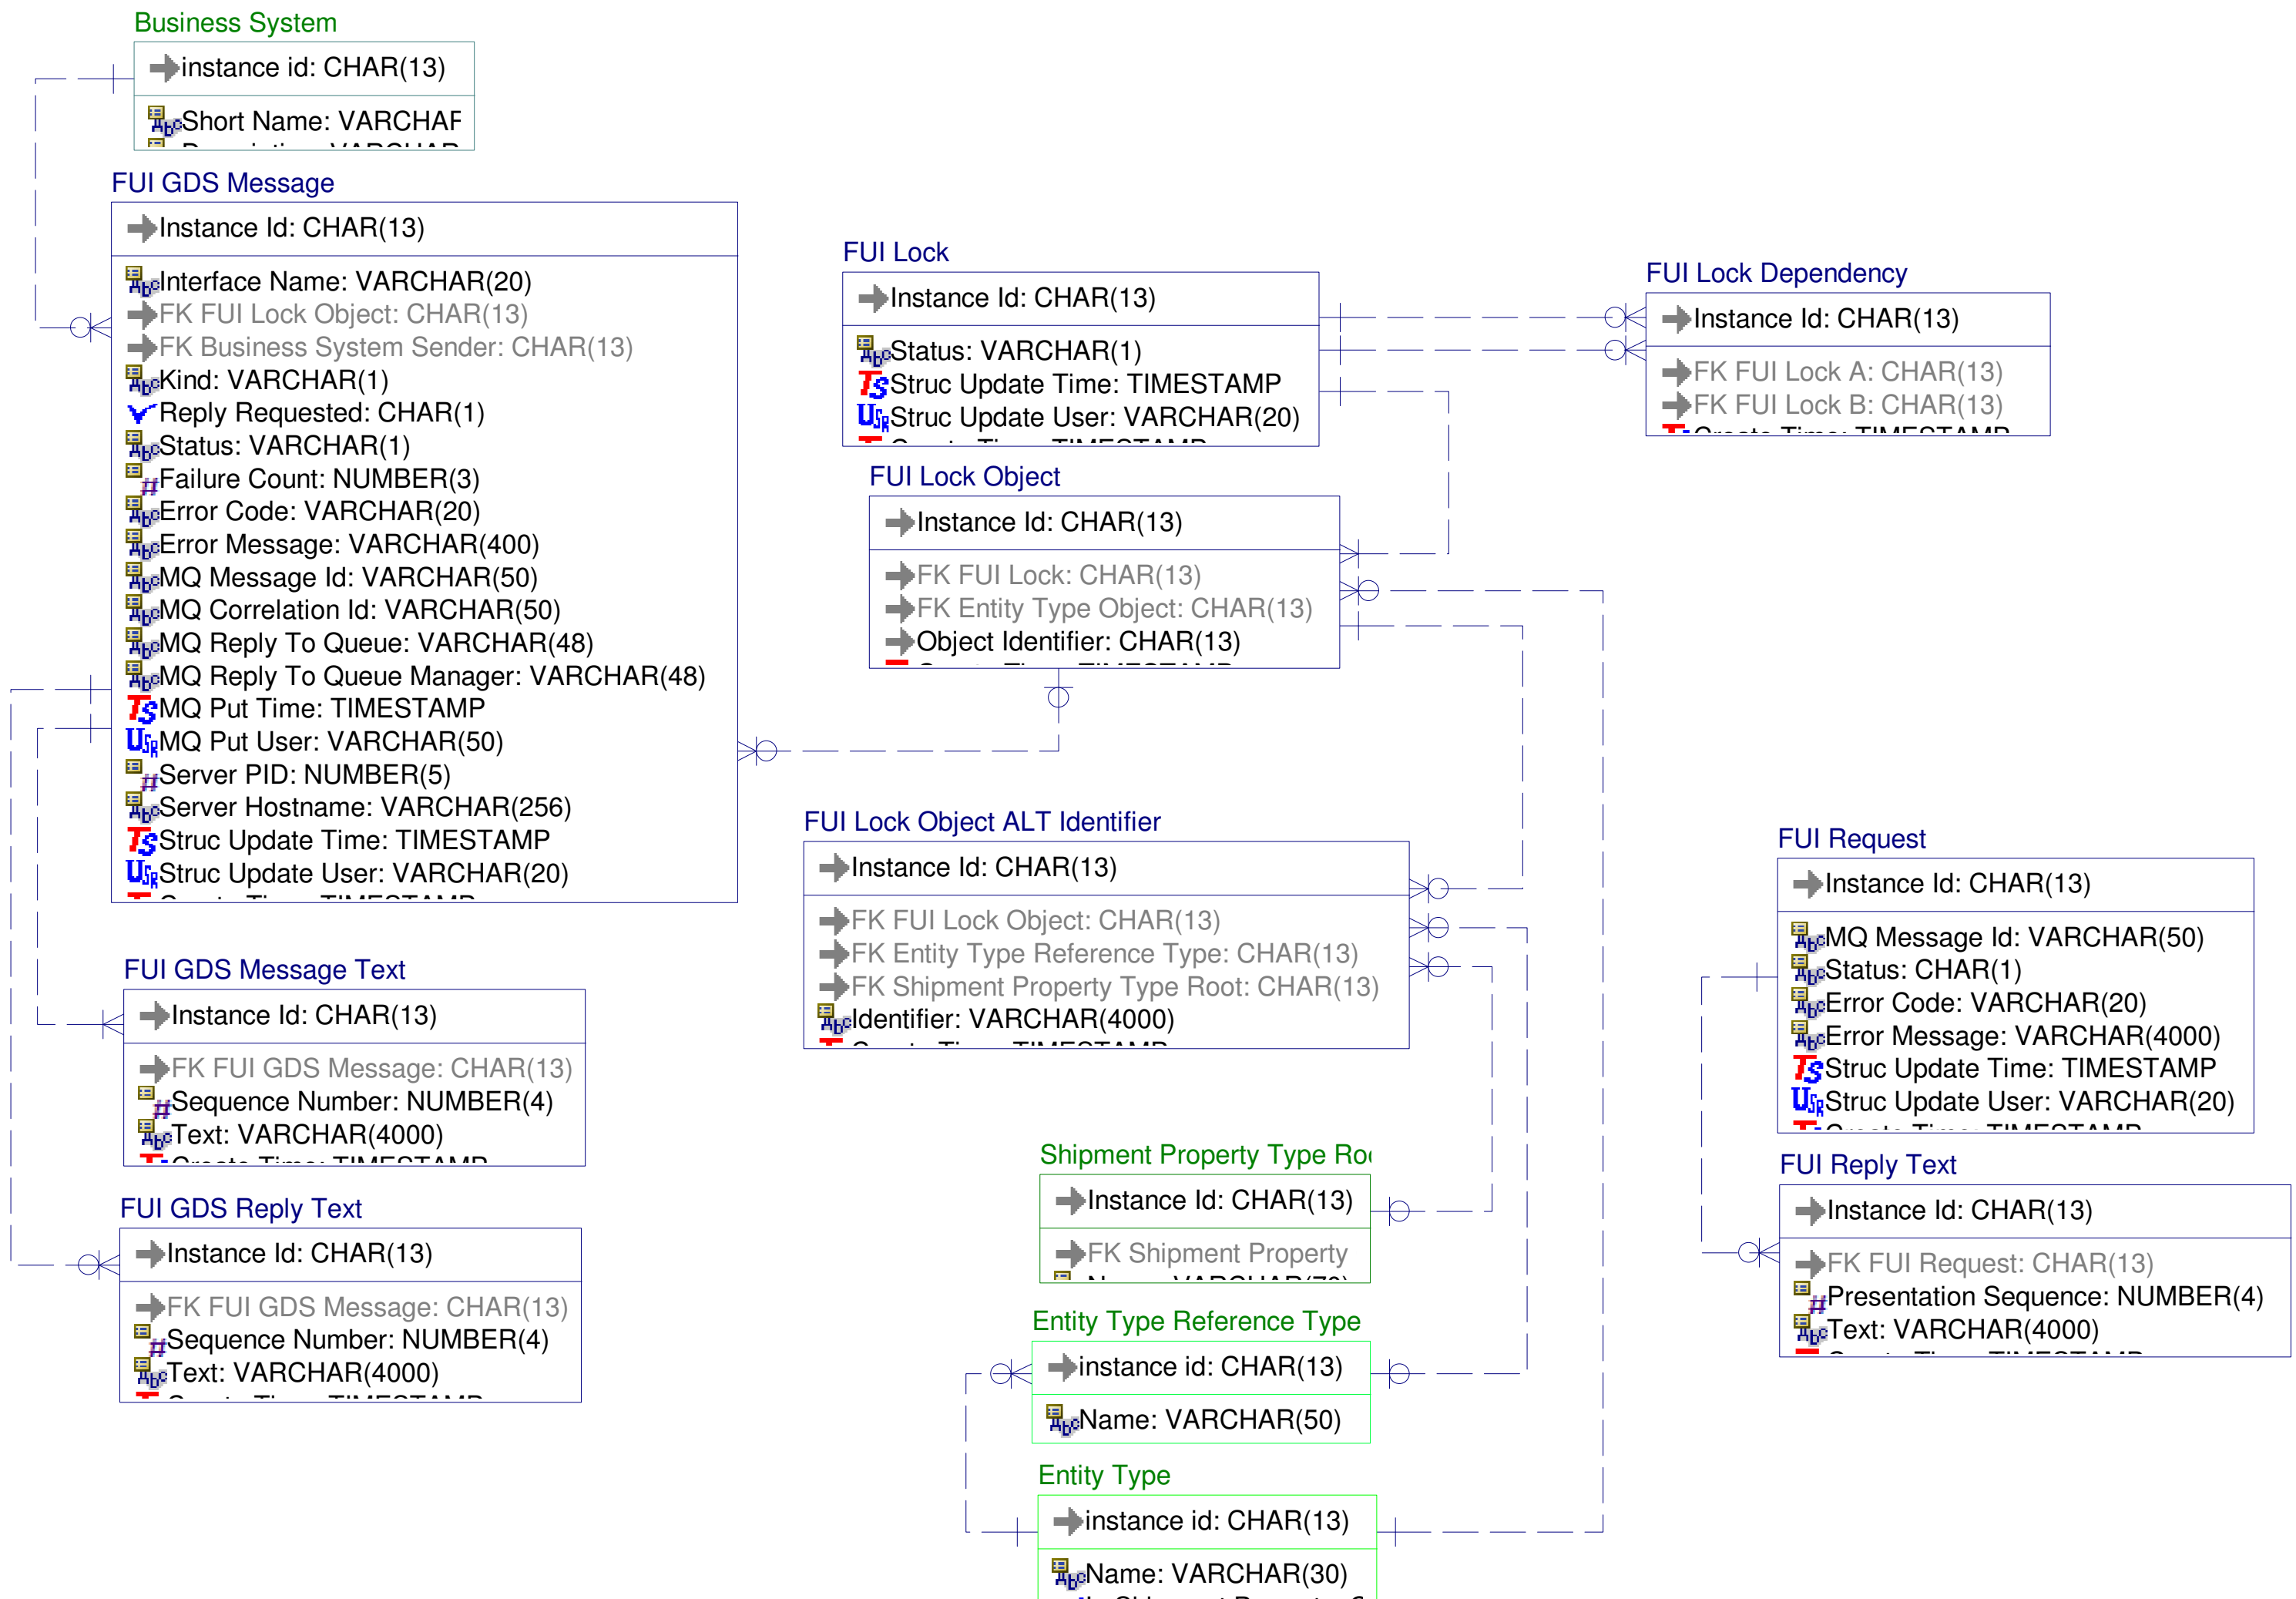 Business System
instance id: CHAR(13)
Short Name: VARCHAR
FUI GDS Message
Instance Id: CHAR(13)
Interface Name: VARCHAR(20)
FK FUI Lock Object: CHAR(13)
FK Business System Sender: CHAR(13)
Kind: VARCHAR(1)
Reply Requested: CHAR(1)
Status: VARCHAR(1)
Failure Count: NUMBER(3)
Error Code: VARCHAR(20)
Error Message: VARCHAR(400)
MQ Message Id: VARCHAR(50)
MQ Correlation Id: VARCHAR(50)
MQ Reply To Queue: VARCHAR(48)
MQ Reply To Queue Manager: VARCHAR(48)
MQ Put Time: TIMESTAMP
MQ Put User: VARCHAR(50)
Server PID: NUMBER(5)
Server Hostname: VARCHAR(256)
Struc Update Time: TIMESTAMP
Struc Update User: VARCHAR(20)
FUI GDS Message Text
Instance Id: CHAR(13)
FK FUI GDS Message: CHAR(13)
Sequence Number: NUMBER(4)
Text: VARCHAR(4000)
Create Time: TIMESTAMP
FUI GDS Reply Text
Instance Id: CHAR(13)
FK FUI GDS Message: CHAR(13)
Sequence Number: NUMBER(4)
Text: VARCHAR(4000)
FUI Lock
Instance Id: CHAR(13)
Status: VARCHAR(1)
Struc Update Time: TIMESTAMP
Struc Update User: VARCHAR(20)
FUI Lock Object
Instance Id: CHAR(13)
FK FUI Lock: CHAR(13)
FK Entity Type Object: CHAR(13)
Object Identifier: CHAR(13)
FUI Lock Object ALT Identifier
Instance Id: CHAR(13)
FK FUI Lock Object: CHAR(13)
FK Entity Type Reference Type: CHAR(13)
FK Shipment Property Type Root: CHAR(13)
Identifier: VARCHAR(4000)
Shipment Property Type Roo
Instance Id: CHAR(13)
FK Shipment Property
Entity Type Reference Type
instance id: CHAR(13)
Name: VARCHAR(50)
Entity Type
instance id: CHAR(13)
Name: VARCHAR(30)
FUI Lock Dependency
Instance Id: CHAR(13)
FK FUI Lock A: CHAR(13)
FK FUI Lock B: CHAR(13)
Create Time: TIMESTAMP
FUI Request
Instance Id: CHAR(13)
MQ Message Id: VARCHAR(50)
Status: CHAR(1)
Error Code: VARCHAR(20)
Error Message: VARCHAR(4000)
Struc Update Time: TIMESTAMP
Struc Update User: VARCHAR(20)
FUI Reply Text
Instance Id: CHAR(13)
FK FUI Request: CHAR(13)
Presentation Sequence: NUMBER(4)
Text: VARCHAR(4000)